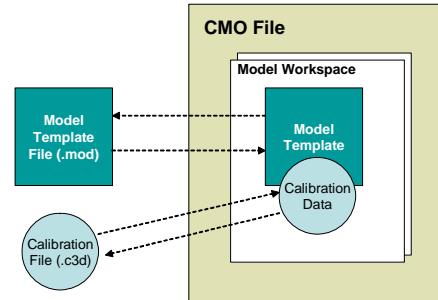 CMO File
Model Workspace
Model
Template
File (.mod)
Model
Template
Calibration
Data
Calibration
File (.c3d)